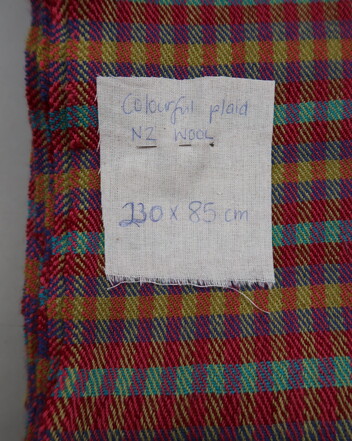 Colourful plaid
NZ WOOL
230 x 85 cm